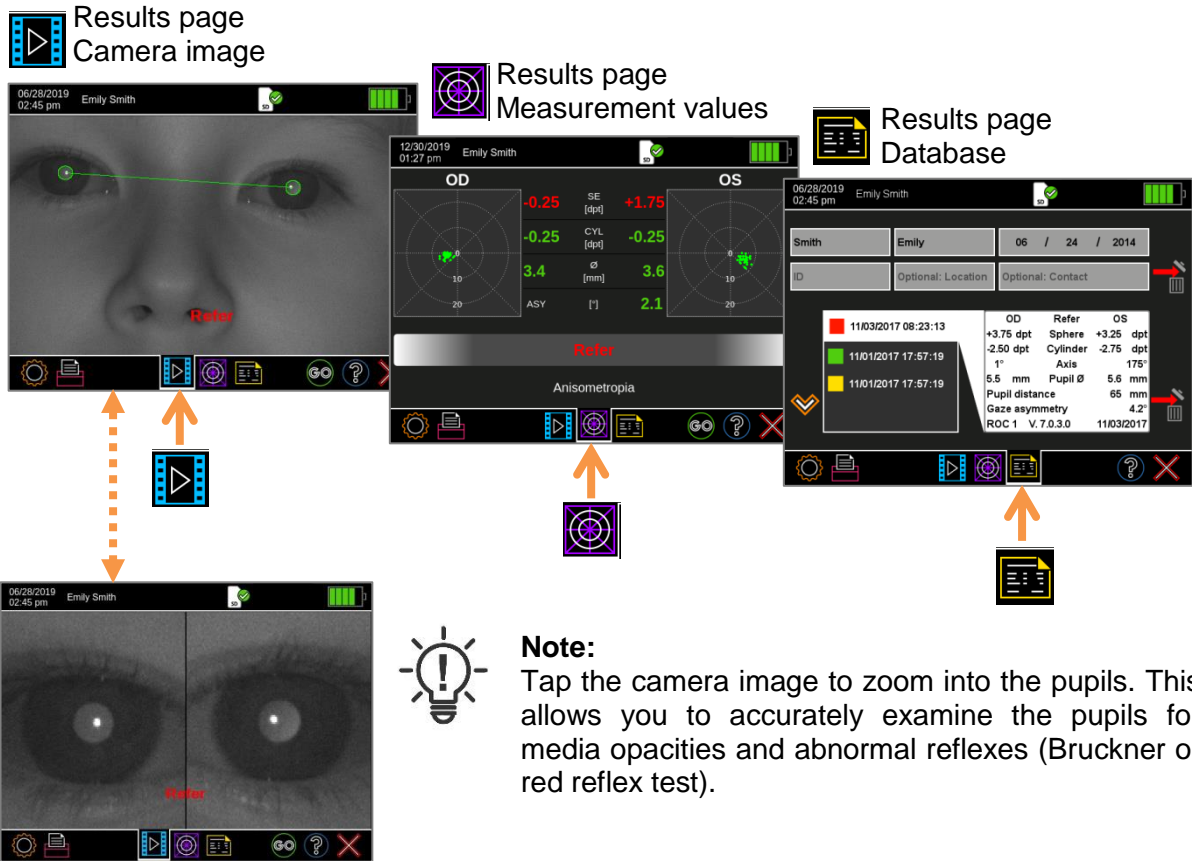 Results page
Camera image
06/28/2019
02:45 pm
Emily Smith
SD
Refer
GO
?
Results page
Measurement values
12/30/2019
01:27 pm
Emily Smith
SD
OD
OS
0
10
20
-0.25 SE [dpt] +1.75
-0.25 CYL [dpt] -0.25
3.4 Ø [mm] 3.6
ASY [°] 2.1
0
10
20
Refer
Anisometropia
GO
?
Results page
Database
06/28/2019
02:45 pm
Emily Smith
SD
Smith Emily 06 / 24 / 2014
ID Optional: Location Optional: Contact
11/03/2017 08:23:13
11/01/2017 17:57:19
11/01/2017 17:57:19
OD Refer OS
+3.75 dpt Sphere +3.25 dpt
-2.50 dpt Cylinder -2.75 dpt
1° Axis 175°
5.5 mm Pupil Ø 5.6 mm
Pupil distance 65 mm
Gaze asymmetry 4.2°
ROC 1 V. 7.0.3.0 11/03/2017
?
06/28/2019
02:45 pm
Emily Smith
SD
Refer
GO
?
Note:
Tap the camera image to zoom into the pupils. This
allows you to accurately examine the pupils fo
media opacities and abnormal reflexes (Bruckner o
red reflex test).